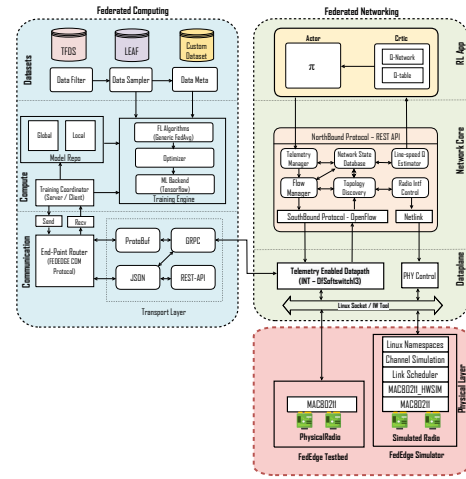 Federated Computing
TFDS
LEAF
Custom
Dataset
Data Filter
Data Sampler
Data Meta
Datasets
Global
Local
Model Repo
FL Algorithms
(Generic FedAvg)
Optimizer
ML Backend
(Tensorflow)
Training Engine
Training Coordinator
(Server / Client)
Compute
Send
Recv
End-Point Router
(FEDEDGE COM
Protocol)
ProtoBuf
GRPC
JSON
REST-API
Transport Layer
Communication
Federated Networking
Actor
π
Critic
Q-Network
Q-table
RL App
NorthBound Protocol – REST API
Telemetry
Manager
Network State
Database
Line-speed Q
Estimator
Flow
Manager
Topology
Discovery
Radio Intf
Control
SouthBound Protocol - OpenFlow
Netlink
Network Core
Telemetry Enabled Datapath
(INT – OfSoftswitch13)
PHY Control
Linux Socket / IW Tool
Dataplane
MAC80211
PhysicalRadio
FedEdge Testbed
Linux Namespaces
Channel Simulation
Link Scheduler
MAC80211_HWSIM
MAC80211
Simulated Radio
FedEdge Simulator
Physical Layer